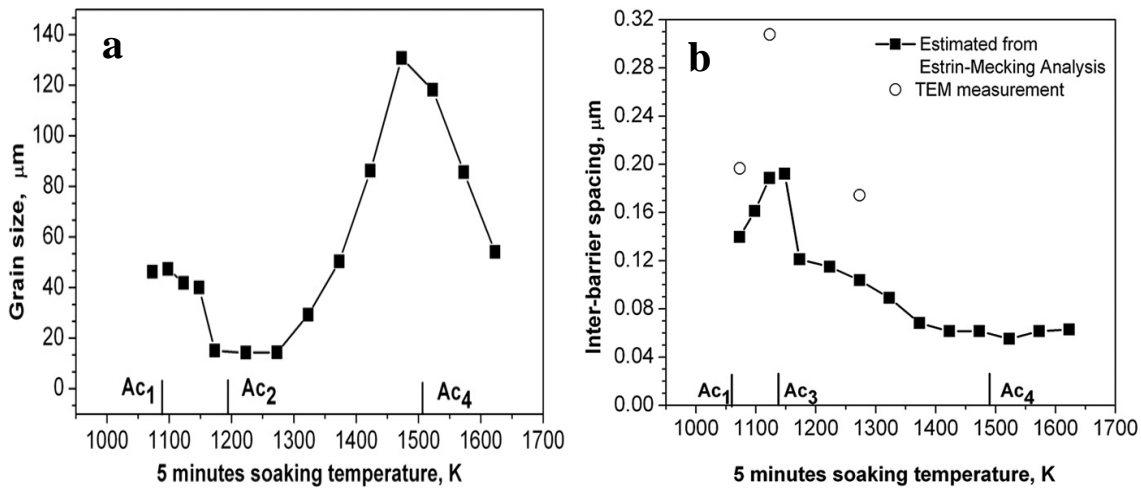 a
Grain size, μm
140
120
100
80
60
40
20
0
Ac1
Ac2
Ac4
1000 1100 1200 1300 1400 1500 1600 1700
5 minutes soaking temperature, K
b
Inter-barrier spacing, μm
0.32
0.28
0.24
0.20
0.16
0.12
0.08
0.04
0.00
Estimated from
Estrin-Mecking Analysis
TEM measurement
Ac1
Ac3
Ac4
1000 1100 1200 1300 1400 1500 1600 1700
5 minutes soaking temperature, K